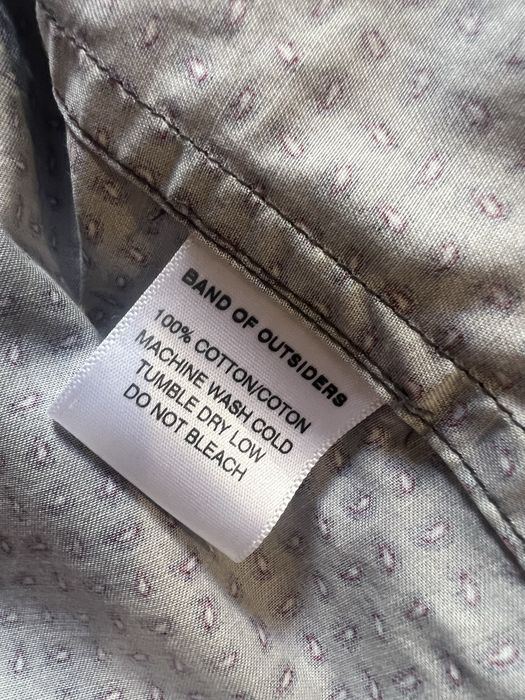 BAND OF OUTSIDERS
100% COTTON/COTON
MACHINE WASH COLD
TUMBLE DRY LOW
DO NOT BLEACH